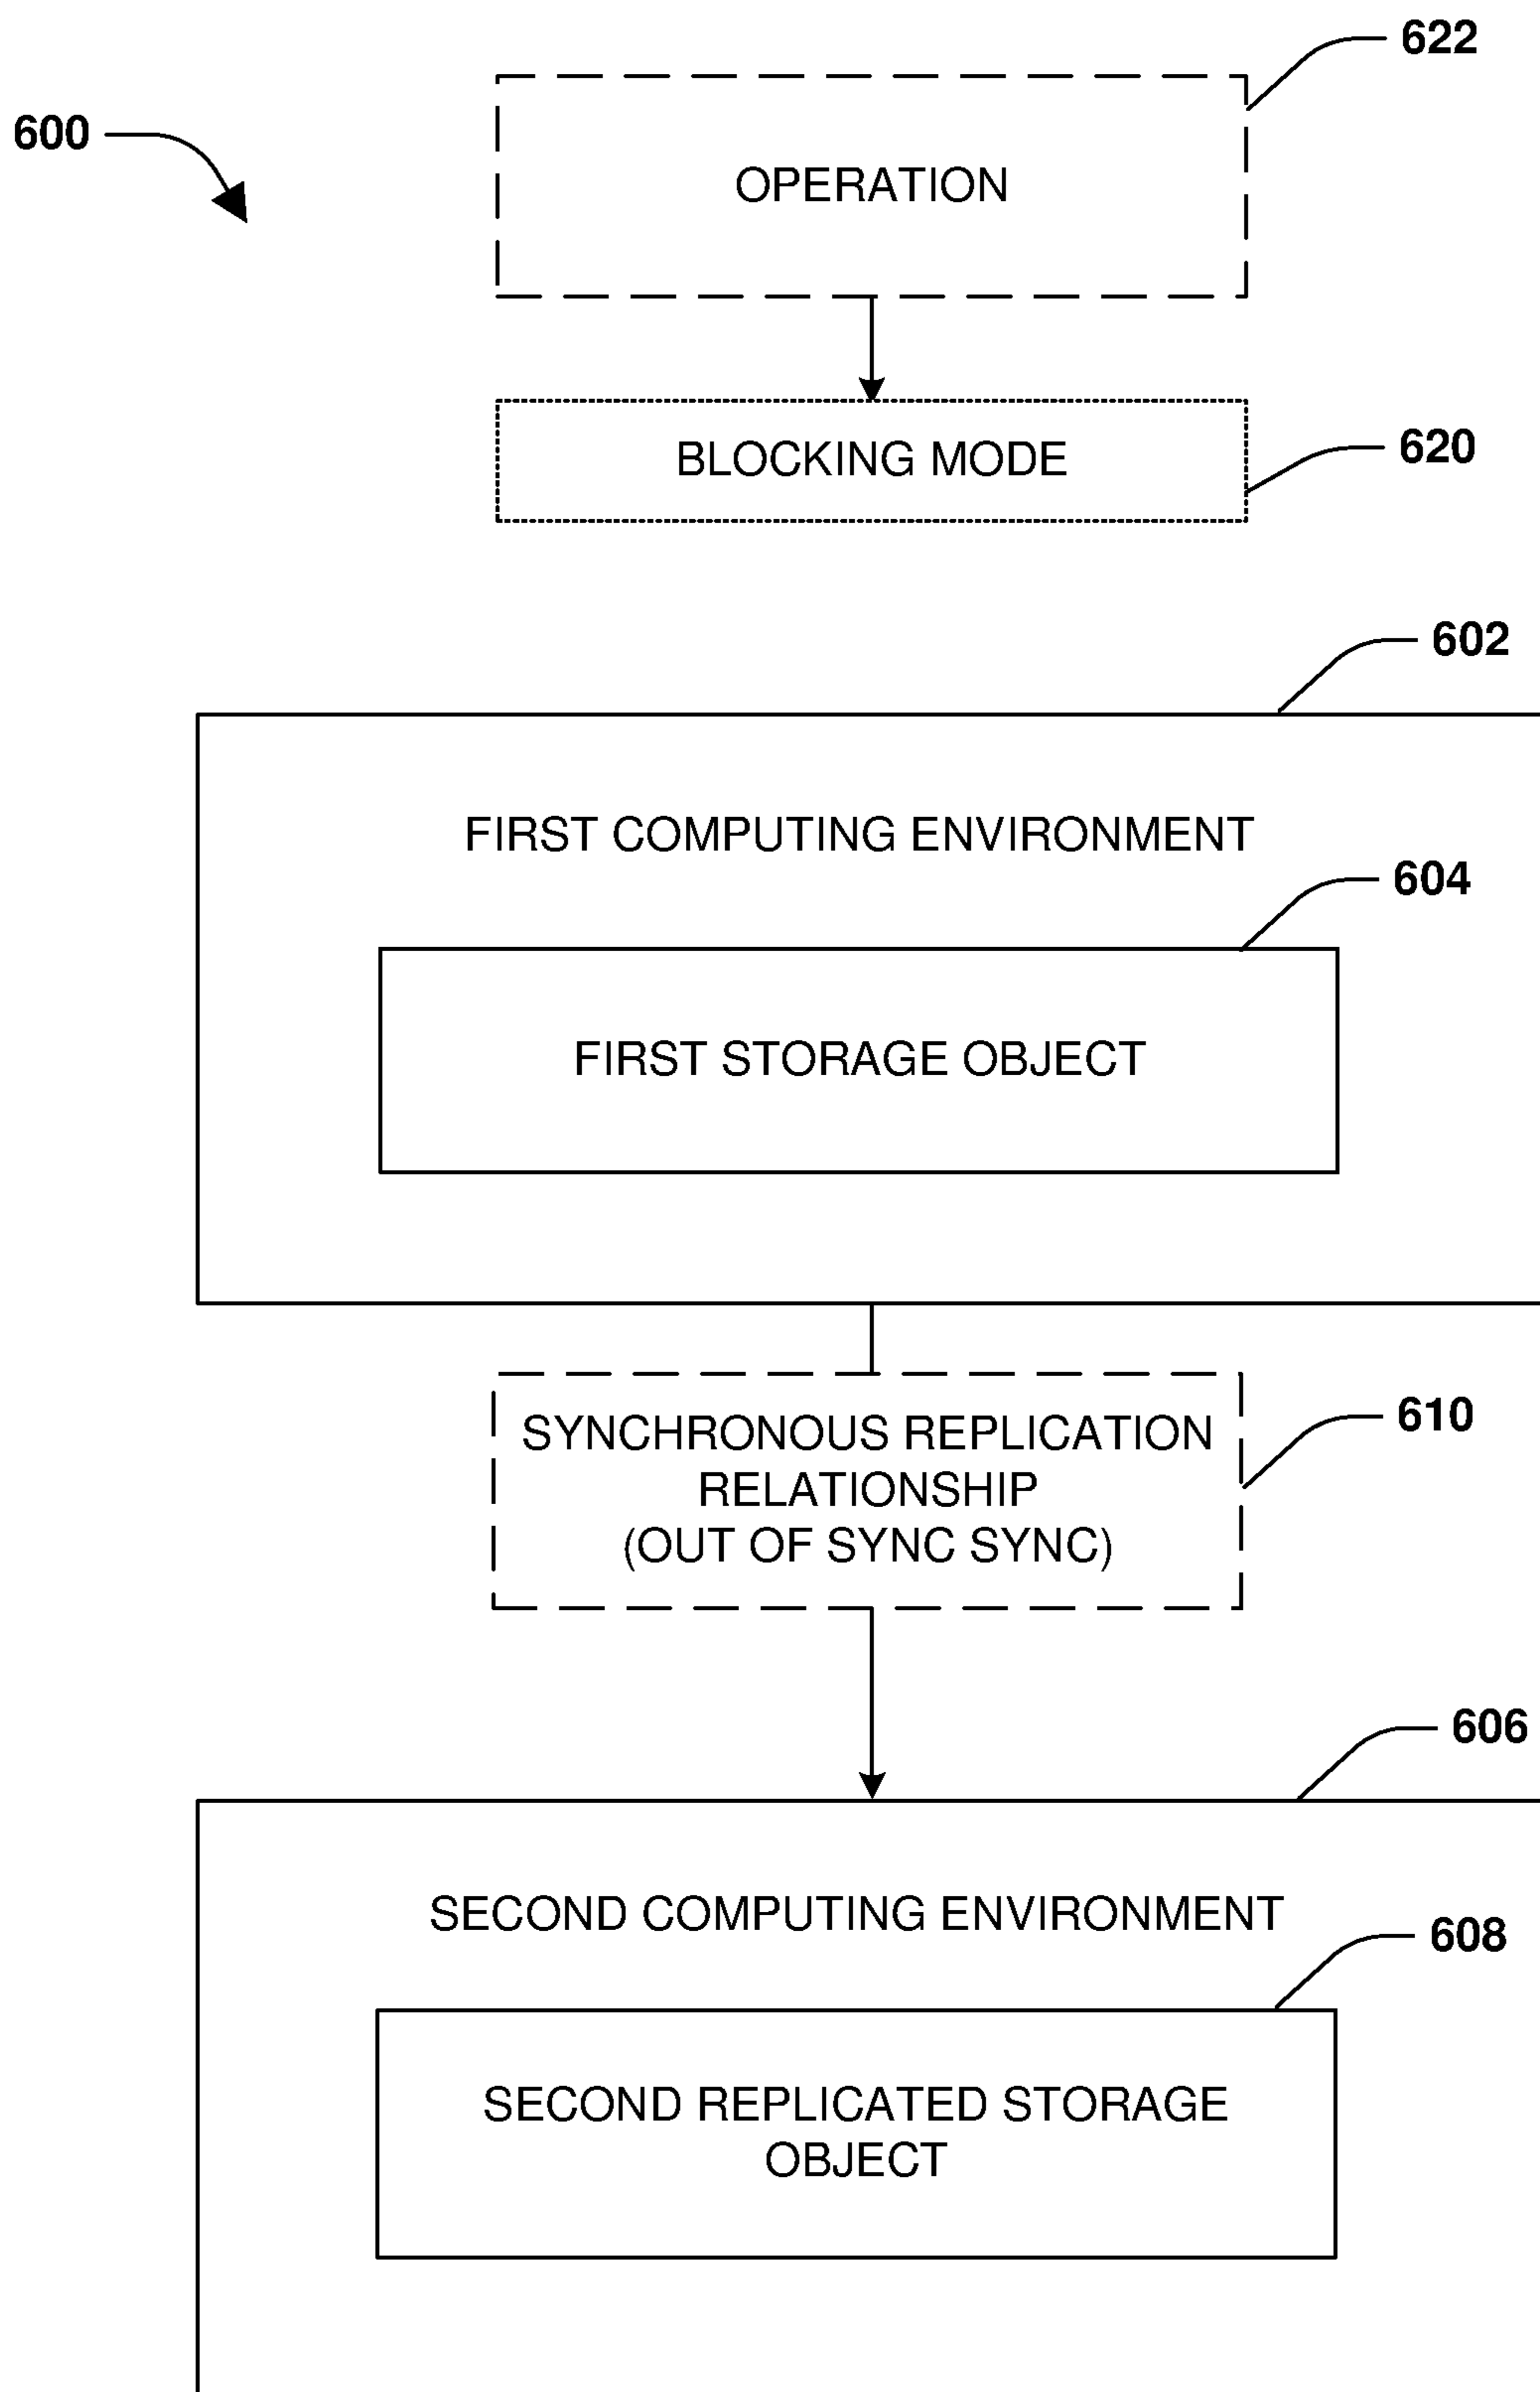 622
600
OPERATION
BLOCKING MODE
620
602
FIRST COMPUTING ENVIRONMENT
604
FIRST STORAGE OBJECT
SYNCHRONOUS REPLICATION
RELATIONSHIP
(OUT OF SYNC SYNC)
610
606
SECOND COMPUTING ENVIRONMENT
608
SECOND REPLICATED STORAGE
OBJECT